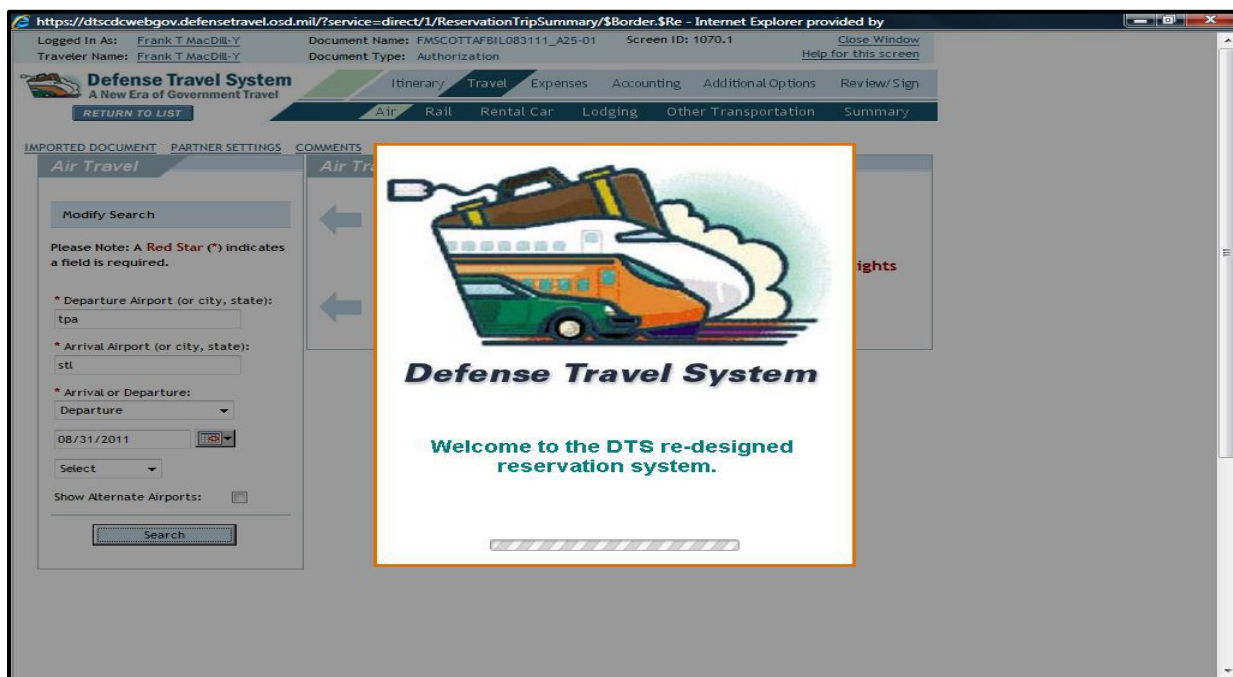 https://dtscdcwebgov.defensetravel.osd.mil/?service=direct/1/ReservationTripSummary/$Border.$Re - Internet Explorer provided by
Logged In As: Frank T MacDill-Y Document Name: FMSCOTTAFBIL083111_A25-01 Screen ID: 1070.1 Close Window
Traveler Name: Frank T MacDill-Y Document Type: Authorization Help for this screen
Defense Travel System
A New Era of Government Travel
Itinerary Travel Expenses Accounting Additional Options Review/Sign
RETURN TO LIST
Air Rail Rental Car Lodging Other Transportation Summary
IMPORTED DOCUMENT PARTNER SETTINGS COMMENTS
Air Travel
Air Tra
Modify Search
Please Note: A Red Star (*) indicates
a field is required.
ights
* Departure Airport (or city, state):
tpa
* Arrival Airport (or city, state):
stl
* Arrival or Departure:
Departure
08/31/2011
Select
Show Alternate Airports:
Search
Defense Travel System
Welcome to the DTS re-designed
reservation system.